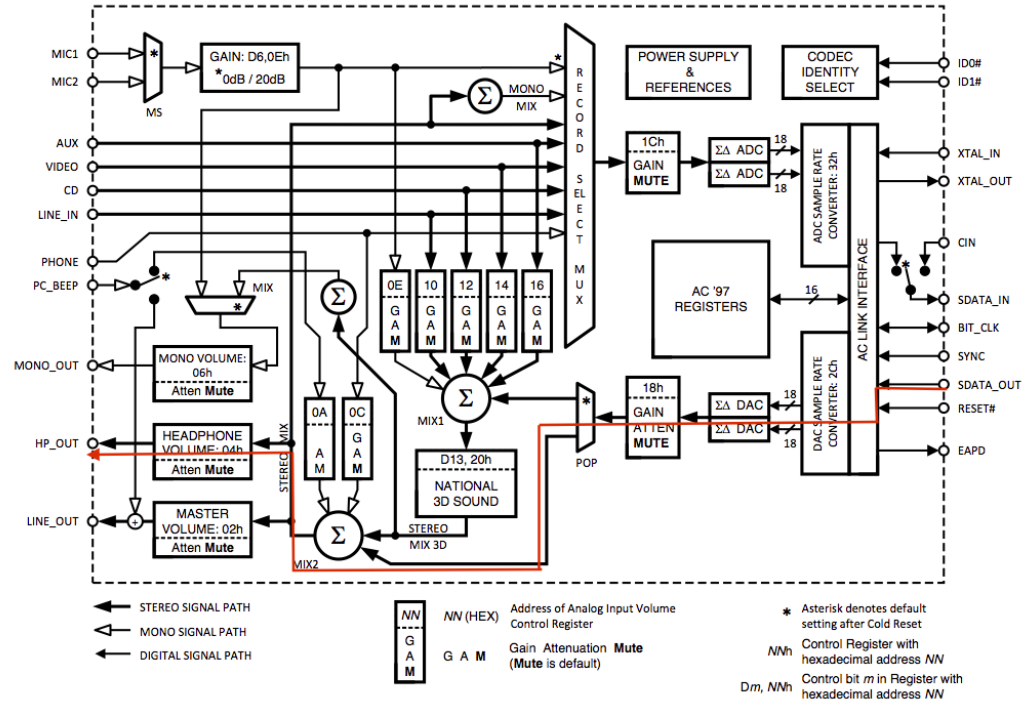 MIC1
MIC2
AUX
VIDEO
CD
LINE_IN
PHONE
PC_BEEP
MONO_OUT
HP_OUT
LINE_OUT
*
MS
GAIN: D6,0Eh
*0dB / 20dB
Σ
MONO
MIX
*
RECORD SELECT MUX
POWER SUPPLY
&
REFERENCES
CODEC
IDENTITY
SELECT
ID0#
ID1#
1Ch
GAIN
MUTE
18
ΣΔ ADC
ΣΔ ADC
18
ADC SAMPLE RATE
CONVERTER: 32h
AC LINK INTERFACE
XTAL_IN
XTAL_OUT
CIN
*
SDATA_IN
BIT_CLK
SYNC
SDATA_OUT
RESET#
EAPD
AC '97
REGISTERS
16
*
MIX
*
Σ
0E
G
A
M
10
G
A
M
12
G
A
M
14
G
A
M
16
G
A
M
MONO VOLUME:
06h
Atten Mute
HEADPHONE
VOLUME: 04h
Atten Mute
MASTER
VOLUME: 02h
Atten Mute
+
STEREO MIX
0A
A
M
0C
G
A
M
Σ
MIX1
Σ
MIX2
D13, 20h
NATIONAL
3D SOUND
STEREO
MIX 3D
*
POP
18h
GAIN
ATTEN
MUTE
18
ΣΔ DAC
ΣΔ DAC
18
DAC SAMPLE RATE
CONVERTER: 2Ch
STEREO SIGNAL PATH
MONO SIGNAL PATH
DIGITAL SIGNAL PATH
NN
G
A
M
NN (HEX)
Address of Analog Input Volume
Control Register
G A M
Gain Attenuation Mute
(Mute is default)
* Asterisk denotes default
setting after Cold Reset
NNh Control Register with
hexadecimal address NN
Dm, NNh Control bit m in Register with
hexadecimal address NN